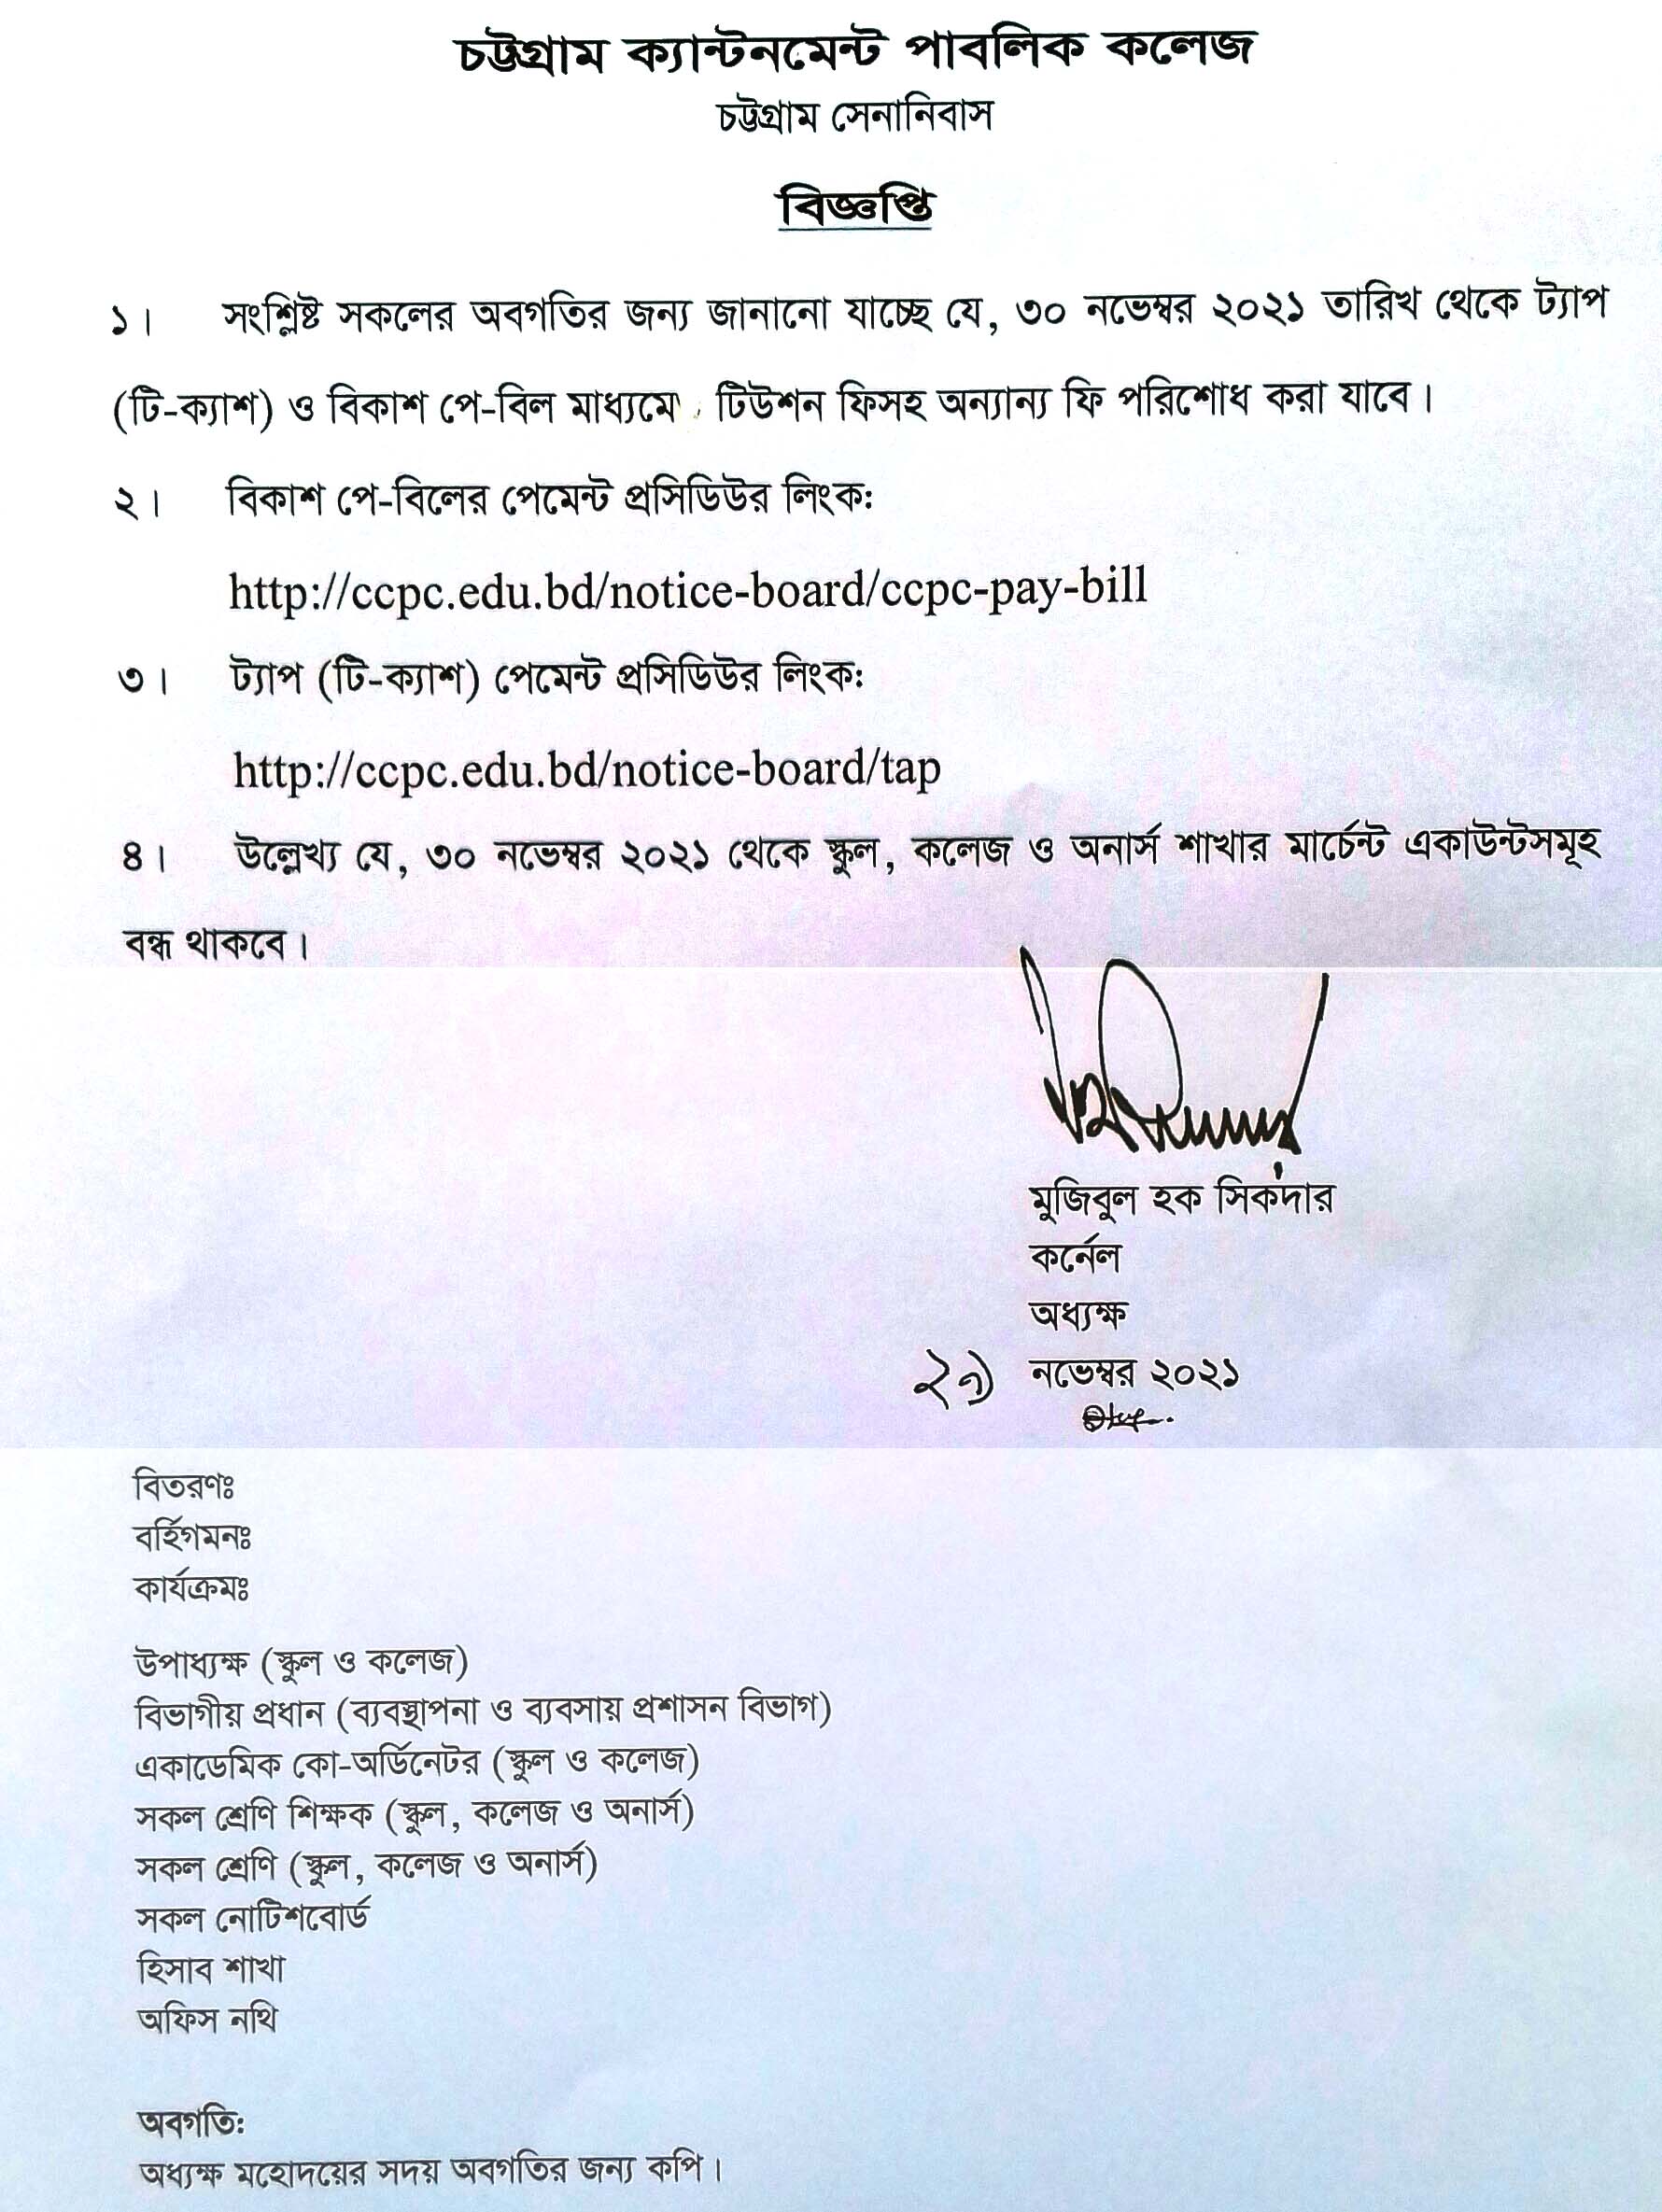 চট্টগ্রাম ক্যান্টনমেন্ট পাবলিক কলেজ
চট্টগ্রাম সেনানিবাস
বিজ্ঞপ্তি
১। সংশ্লিষ্ট সকলের অবগতির জন্য জানানো যাচ্ছে যে, ৩০ নভেম্বর ২০২১ তারিখ থেকে ট্যাপ
(টি-ক্যাশ) ও বিকাশ পে-বিল মাধ্যমে টিউশন ফিসহ অন্যান্য ফি পরিশোধ করা যাবে।
২। বিকাশ পে-বিলের পেমেন্ট প্রসিডিউর লিংক:
http://ccpc.edu.bd/notice-board/ccpc-pay-bill
৩। ট্যাপ (টি-ক্যাশ) পেমেন্ট প্রসিডিউর লিংক:
http://ccpc.edu.bd/notice-board/tap
৪। উল্লেখ্য যে, ৩০ নভেম্বর ২০২১ থেকে স্কুল, কলেজ ও অনার্স শাখার মার্চেন্ট একাউন্টসমূহ
বন্ধ থাকবে।
মুজিবুল হক সিকদার
কর্নেল
অধ্যক্ষ
২৯ নভেম্বর ২০২১
বিতরণঃ
বর্হিগমনঃ
কার্যক্রমঃ
উপাধ্যক্ষ (স্কুল ও কলেজ)
বিভাগীয় প্রধান (ব্যবস্থাপনা ও ব্যবসায় প্রশাসন বিভাগ)
একাডেমিক কো-অর্ডিনেটর (স্কুল ও কলেজ)
সকল শ্রেণি শিক্ষক (স্কুল, কলেজ ও অনার্স)
সকল শ্রেণি (স্কুল, কলেজ ও অনার্স)
সকল নোটিশবোর্ড
হিসাব শাখা
অফিস নথি
অবগতি:
অধ্যক্ষ মহোদয়ের সদয় অবগতির জন্য কপি।